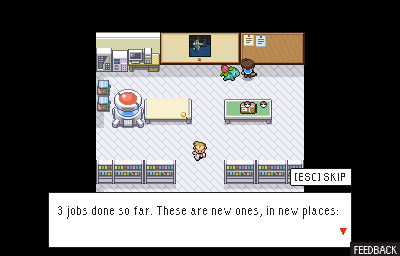 [ESC] SKIP
3 jobs done so far. These are new ones, in new places:
FEEDBACK